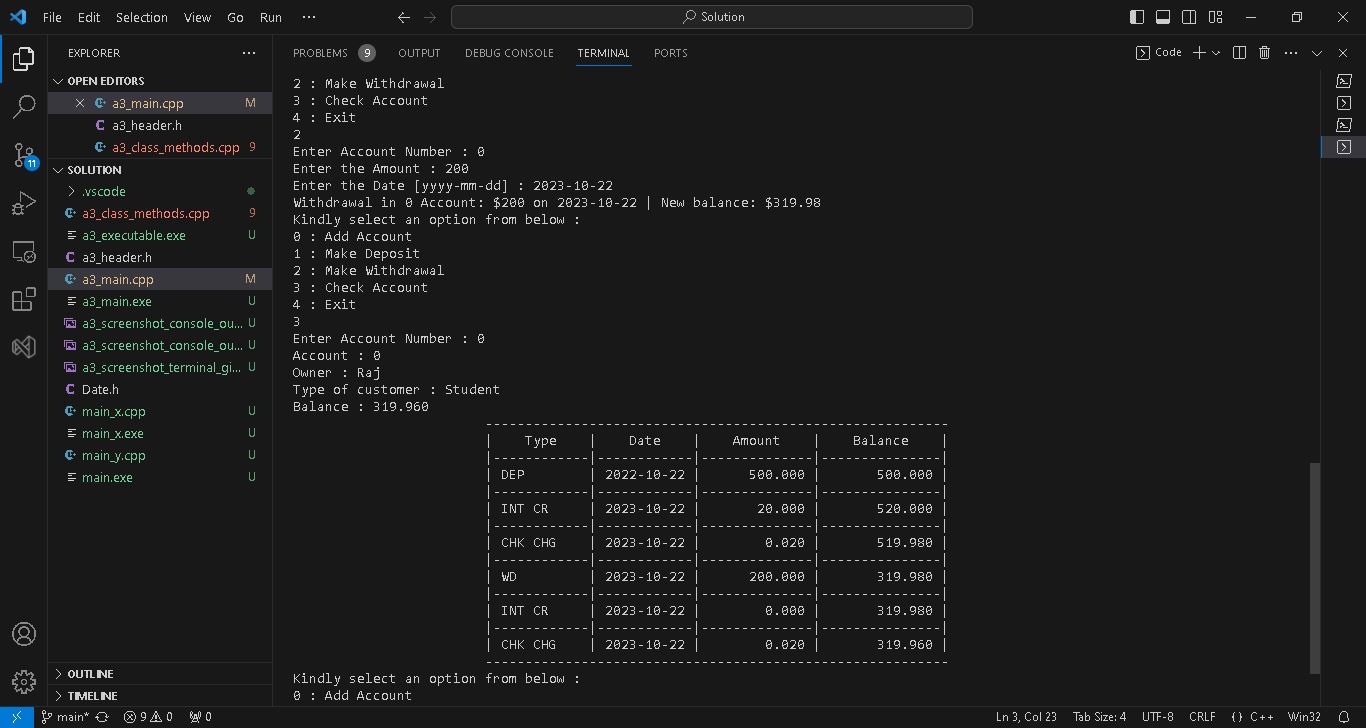 File Edit Selection View Go Run ··· Solution
EXPLORER ···
OPEN EDITORS
a3_main.cpp M
a3_header.h
a3_class_methods.cpp 9
SOLUTION
.vscode
a3_class_methods.cpp 9
a3_executable.exe U
a3_header.h
a3_main.cpp M
a3_main.exe U
a3_screenshot_console_ou... U
a3_screenshot_console_ou... U
a3_screenshot_terminal_gi... U
Date.h
main_x.cpp U
main_x.exe U
main_y.cpp U
main.exe U
OUTLINE
TIMELINE
11
PROBLEMS 9 OUTPUT DEBUG CONSOLE TERMINAL PORTS Code ···
2 : Make Withdrawal
3 : Check Account
4 : Exit
2
Enter Account Number : 0
Enter the Amount : 200
Enter the Date [yyyy-mm-dd] : 2023-10-22
Withdrawal in 0 Account: $200 on 2023-10-22 | New balance: $319.98
Kindly select an option from below :
0 : Add Account
1 : Make Deposit
2 : Make Withdrawal
3 : Check Account
4 : Exit
3
Enter Account Number : 0
Account : 0
Owner : Raj
Type of customer : Student
Balance : 319.960
----------------------------------------------------------
|    Type    |    Date    |    Amount    |    Balance    |
|------------|------------|--------------|---------------|
| DEP        | 2022-10-22 |      500.000 |       500.000 |
|------------|------------|--------------|---------------|
| INT CR     | 2023-10-22 |       20.000 |       520.000 |
|------------|------------|--------------|---------------|
| CHK CHG    | 2023-10-22 |        0.020 |       519.980 |
|------------|------------|--------------|---------------|
| WD         | 2023-10-22 |      200.000 |       319.980 |
|------------|------------|--------------|---------------|
| INT CR     | 2023-10-22 |        0.000 |       319.980 |
|------------|------------|--------------|---------------|
| CHK CHG    | 2023-10-22 |        0.020 |       319.960 |
----------------------------------------------------------
Kindly select an option from below :
0 : Add Account
main* 9 0 0 Ln 3, Col 23 Tab Size: 4 UTF-8 CRLF {} C++ Win32